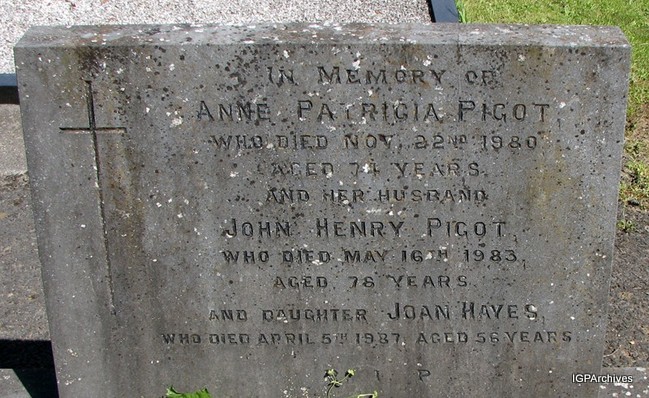 IN MEMORY OF
ANNE PATRICIA PIGOT,
WHO DIED NOV. 22ND 1980
AGED 74 YEARS.
AND HER HUSBAND
JOHN HENRY PIGOT,
WHO DIED MAY 16TH 1983,
AGED 78 YEARS.
AND DAUGHTER JOAN HAYES,
WHO DIED APRIL 5TH 1987, AGED 56 YEARS.
R. I. P.
IGPArchives